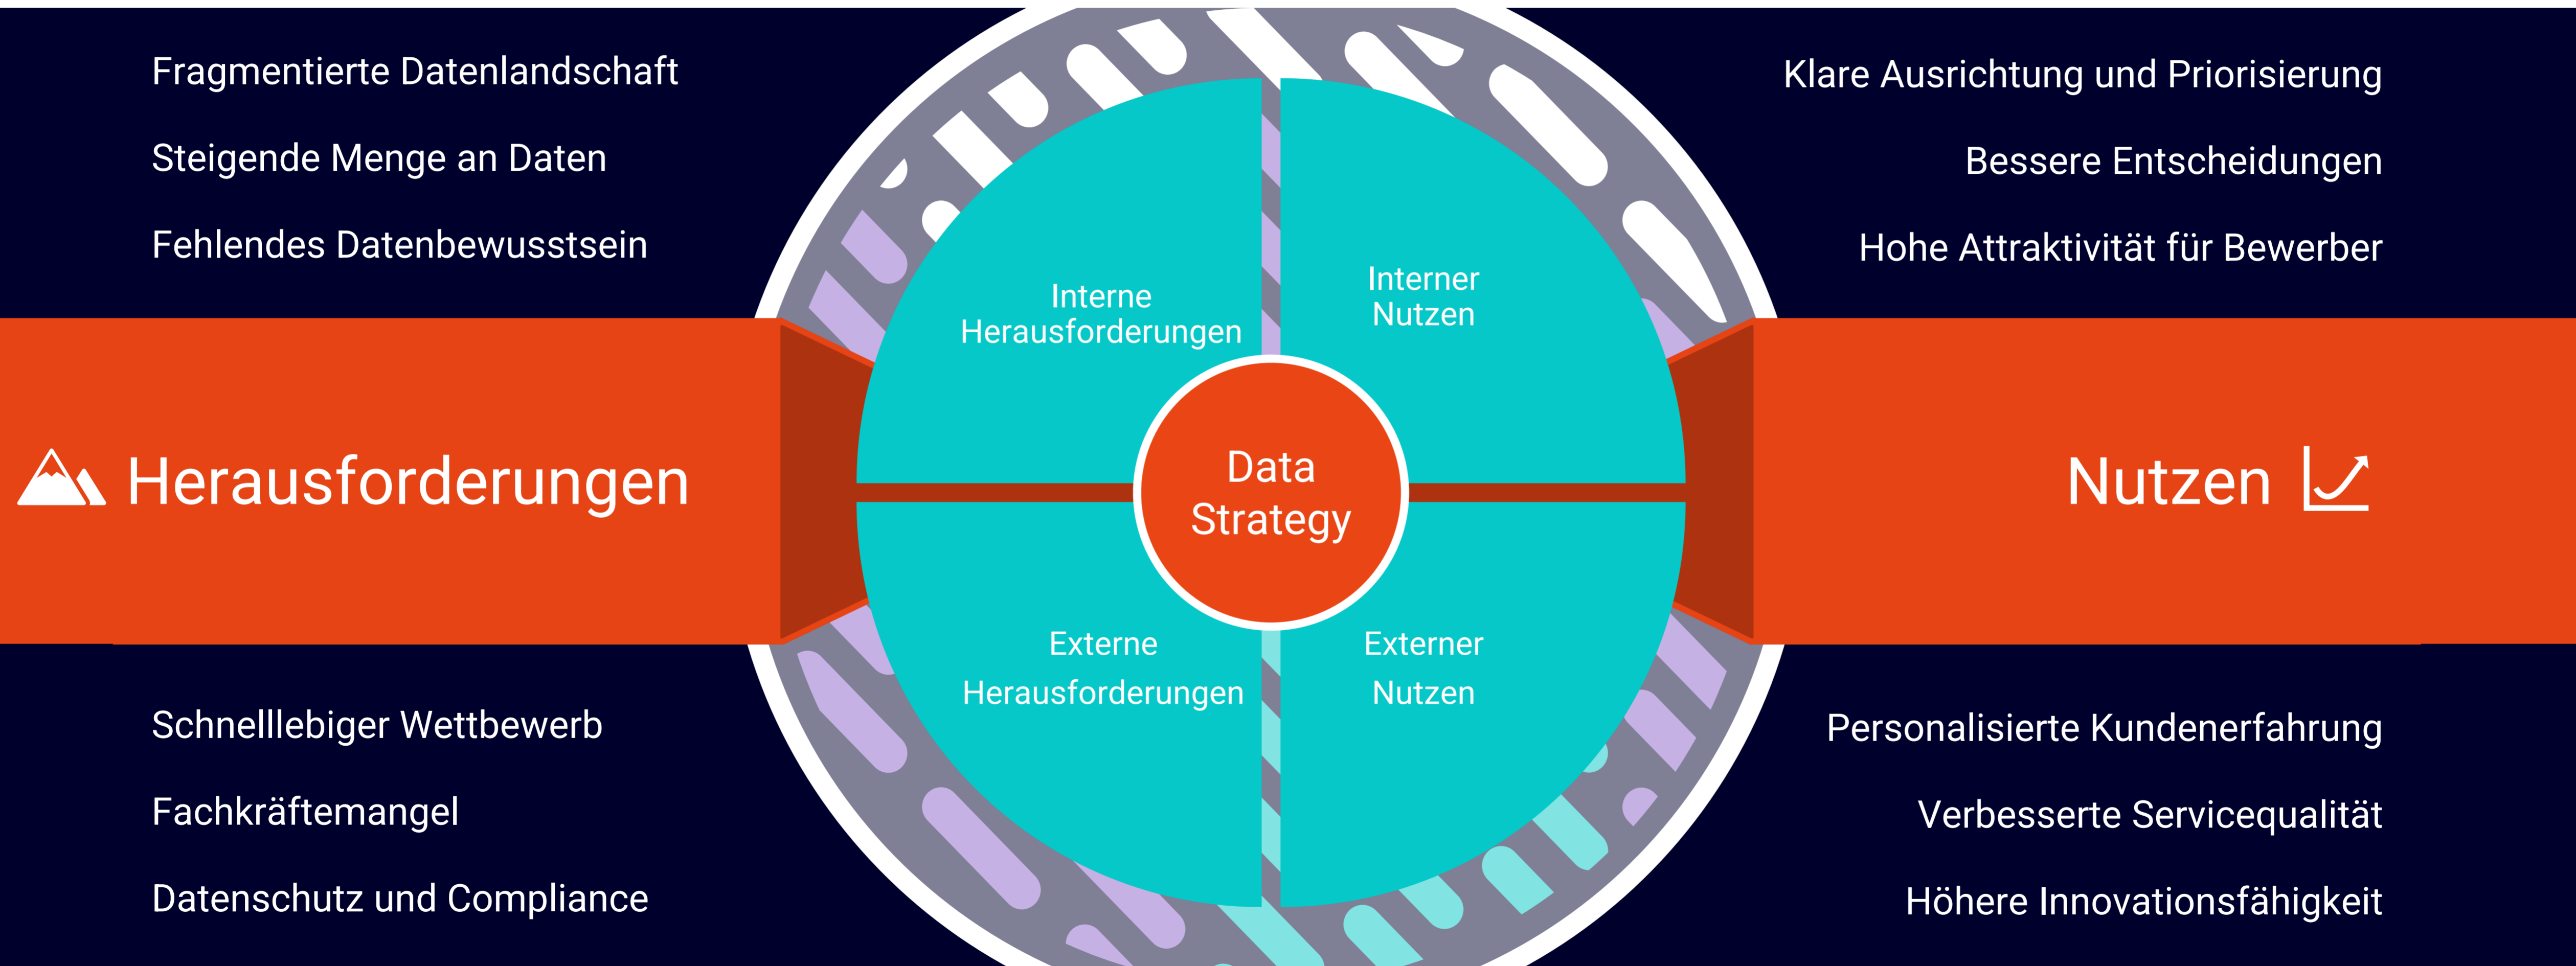 Fragmentierte Datenlandschaft
Steigende Menge an Daten
Fehlendes Datenbewusstsein
Herausforderungen
Schnelllebiger Wettbewerb
Fachkräftemangel
Datenschutz und Compliance
Interne
Herausforderungen
Interner
Nutzen
Data
Strategy
Externe
Herausforderungen
Externer
Nutzen
Klare Ausrichtung und Priorisierung
Bessere Entscheidungen
Hohe Attraktivität für Bewerber
Nutzen
Personalisierte Kundenerfahrung
Verbesserte Servicequalität
Höhere Innovationsfähigkeit